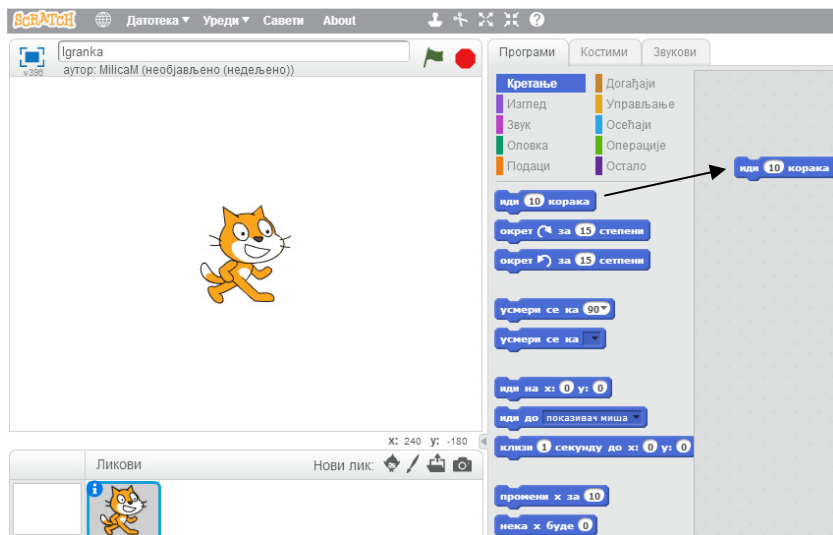 SCRATCH Датотека Уреди Савети About
v396
Igranka
аутор: MilicaM (необјављено (недељено))
Програми Костими Звукови
Кретање Догађаји
Изглед Управљање
Звук Осећаји
Оловка Операције
Подаци Остало
иди 10 корака
иди 10 корака
окрет за 15 степени
окрет за 15 сетпени
усмери се ка 90
усмери се ка
иди на x: 0 y: 0
иди до показивач миша
клизи 1 секунду до x: 0 y: 0
промени x за 10
нека x буде 0
X: 240 y: -180
Ликови Нови лик: